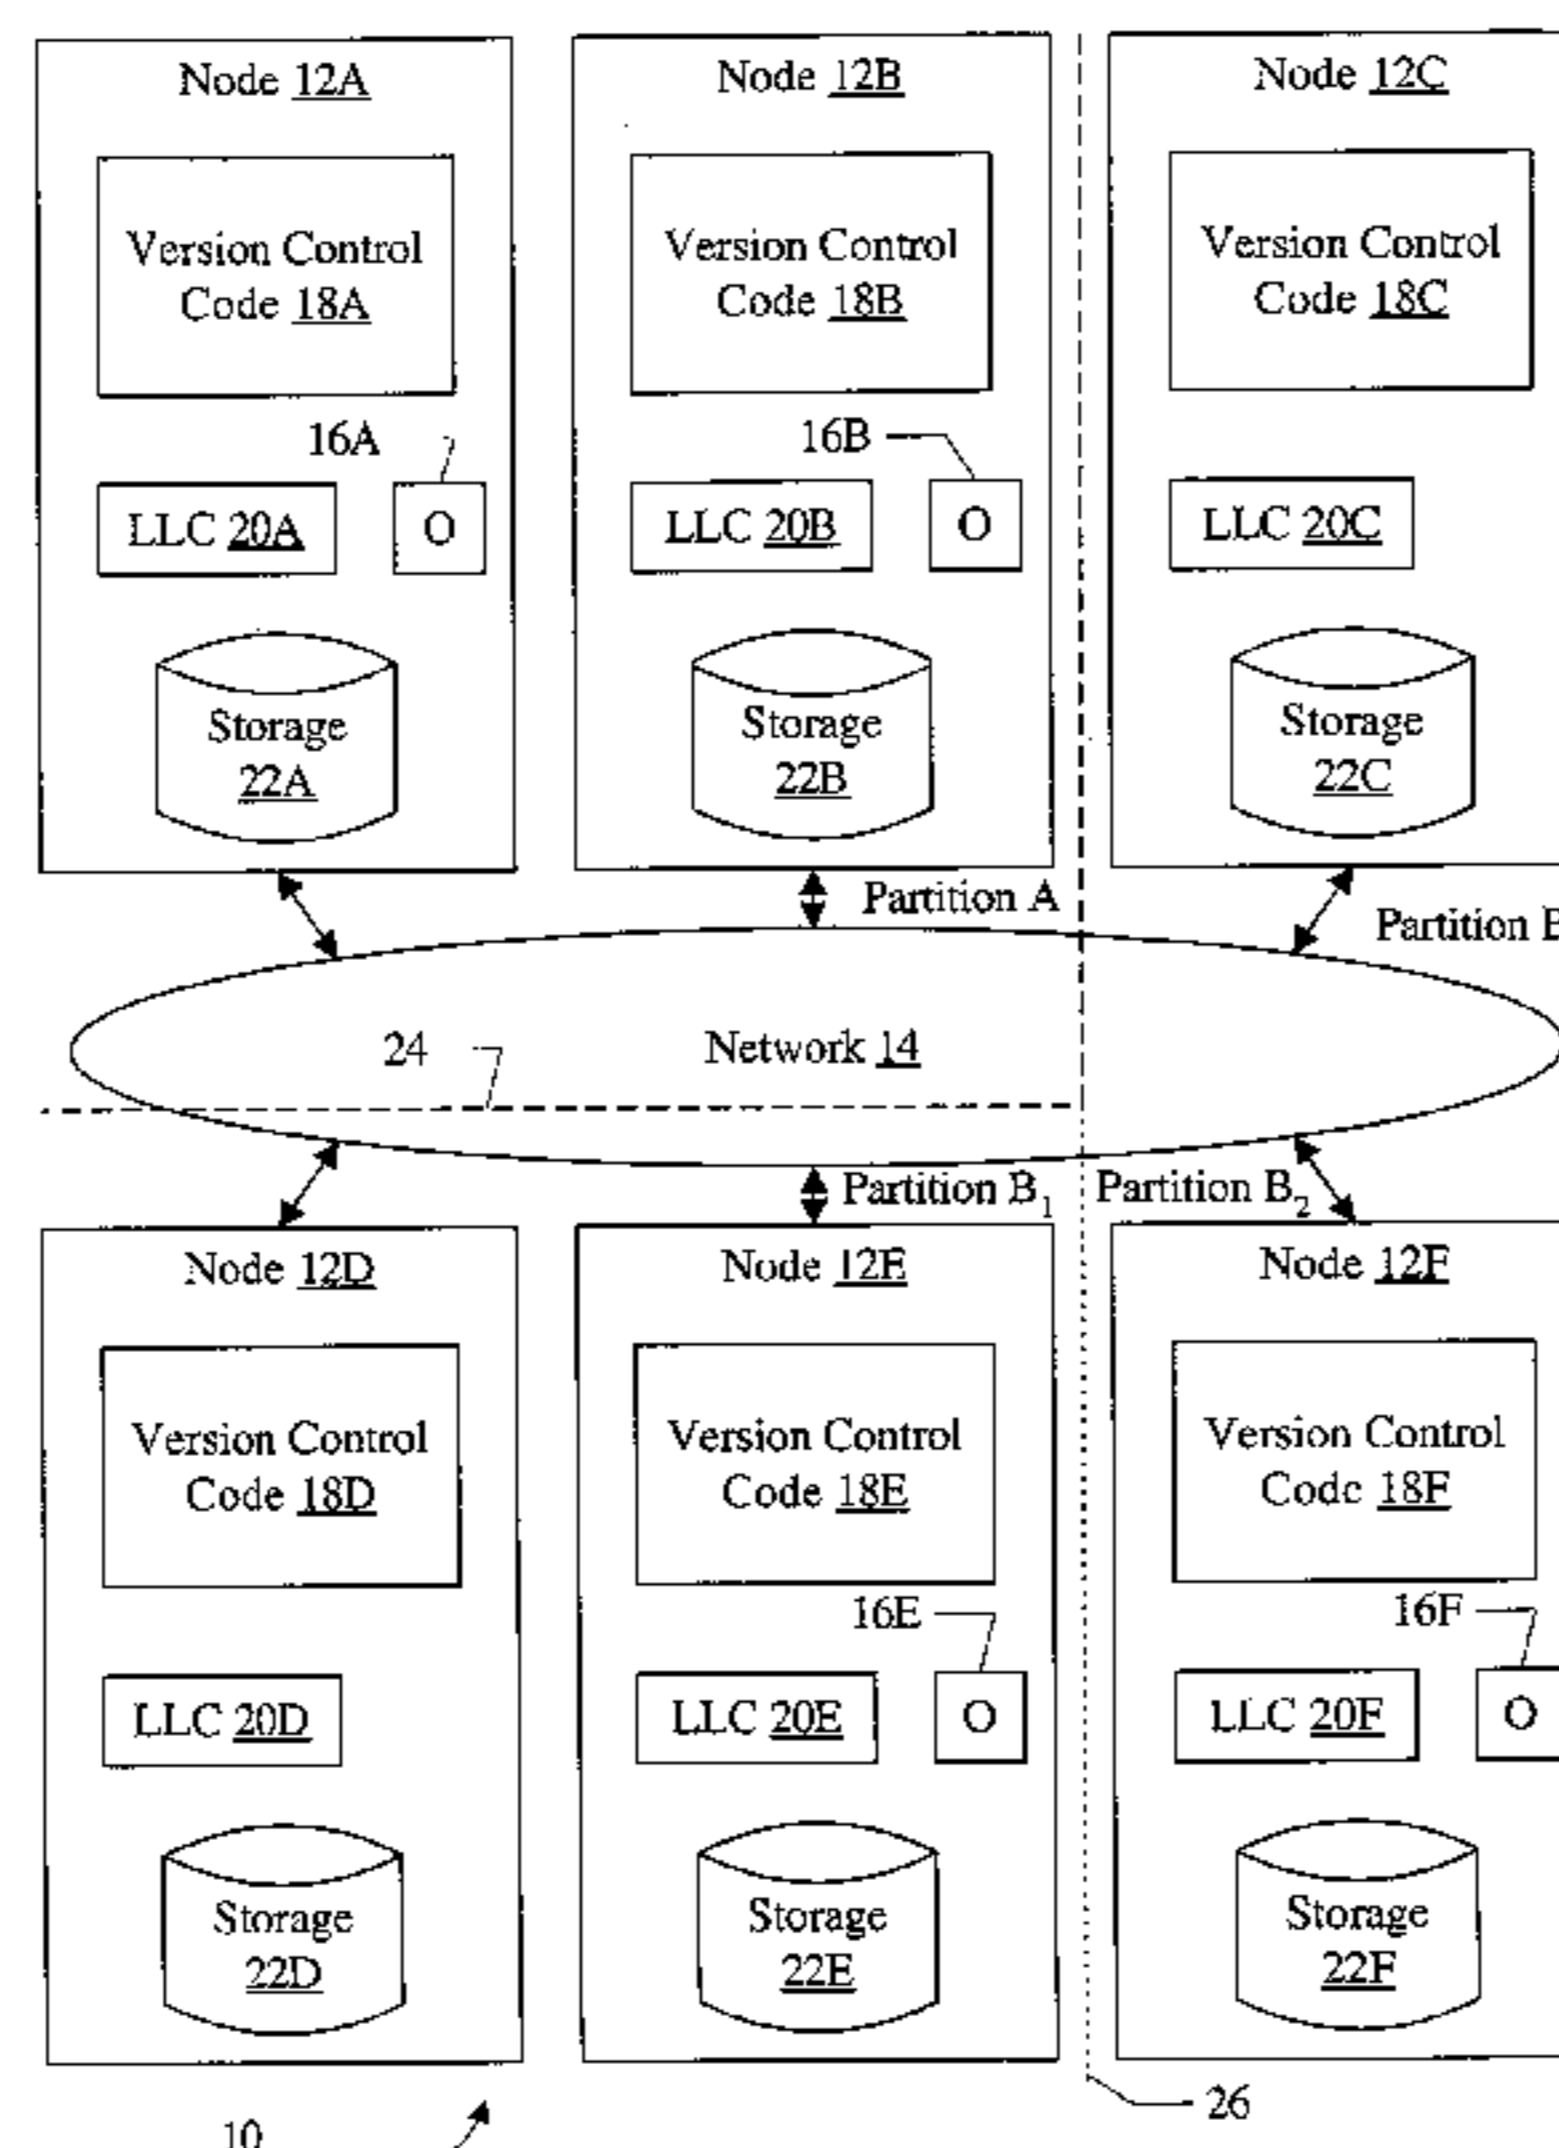 Node 12A
Version Control
Code 18A
16A
LLC 20A
O
Storage
22A
Node 12B
Version Control
Code 18B
16B
LLC 20B
O
Storage
22B
Node 12C
Version Control
Code 18C
LLC 20C
Storage
22C
Partition A
Partition B
24
Network 14
Partition B1
Partition B2
Node 12D
Version Control
Code 18D
LLC 20D
Storage
22D
Node 12E
Version Control
Code 18E
16E
LLC 20E
O
Storage
22E
Node 12F
Version Control
Code 18F
16F
LLC 20F
O
Storage
22F
26
10